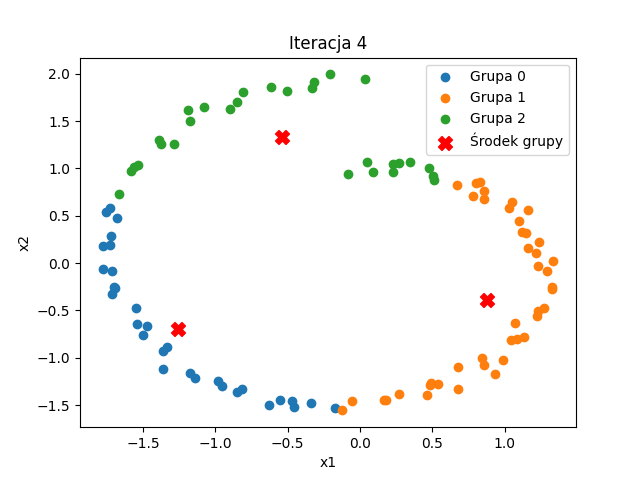 Iteracja 4
Grupa 0
Grupa 1
Grupa 2
Środek grupy
2.0
1.5
1.0
0.5
0.0
−0.5
−1.0
−1.5
x2
−1.5 −1.0 −0.5 0.0 0.5 1.0
x1